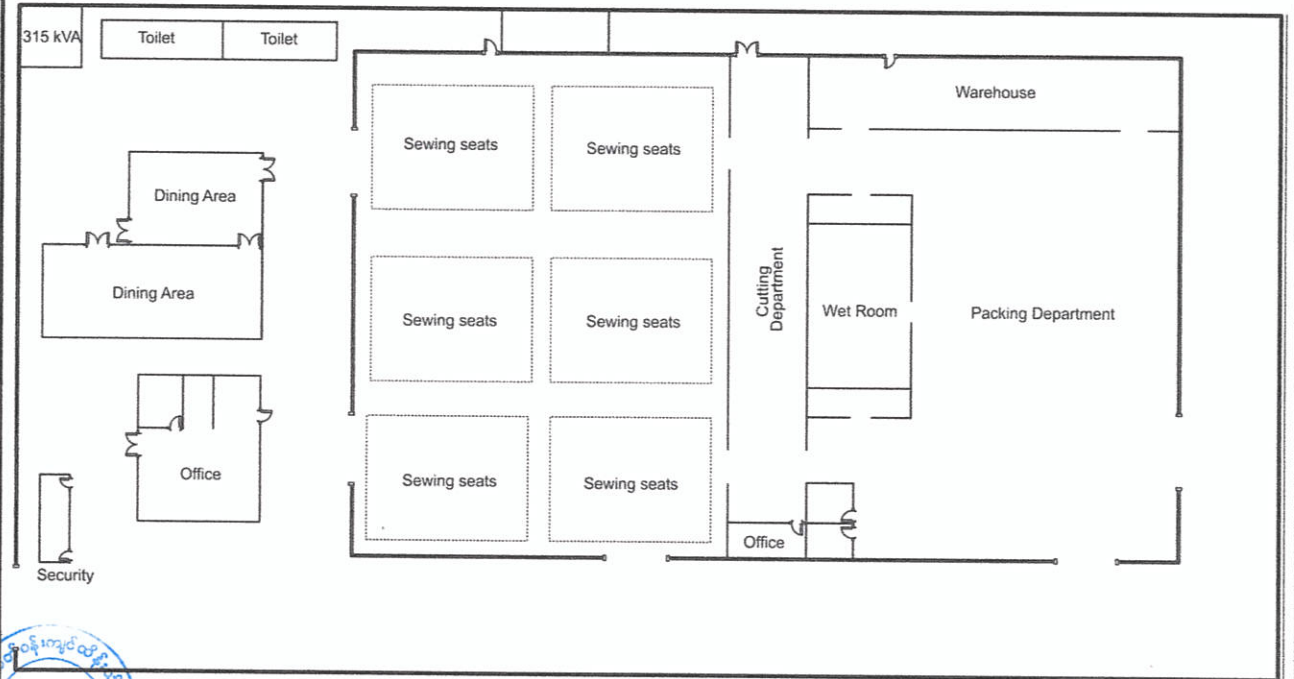 315 kVA
Toilet
Toilet
Warehouse
Sewing seats
Sewing seats
Dining Area
Dining Area
Cutting
Department
Wet Room
Packing Department
Sewing seats
Sewing seats
Office
Sewing seats
Sewing seats
Office
Security